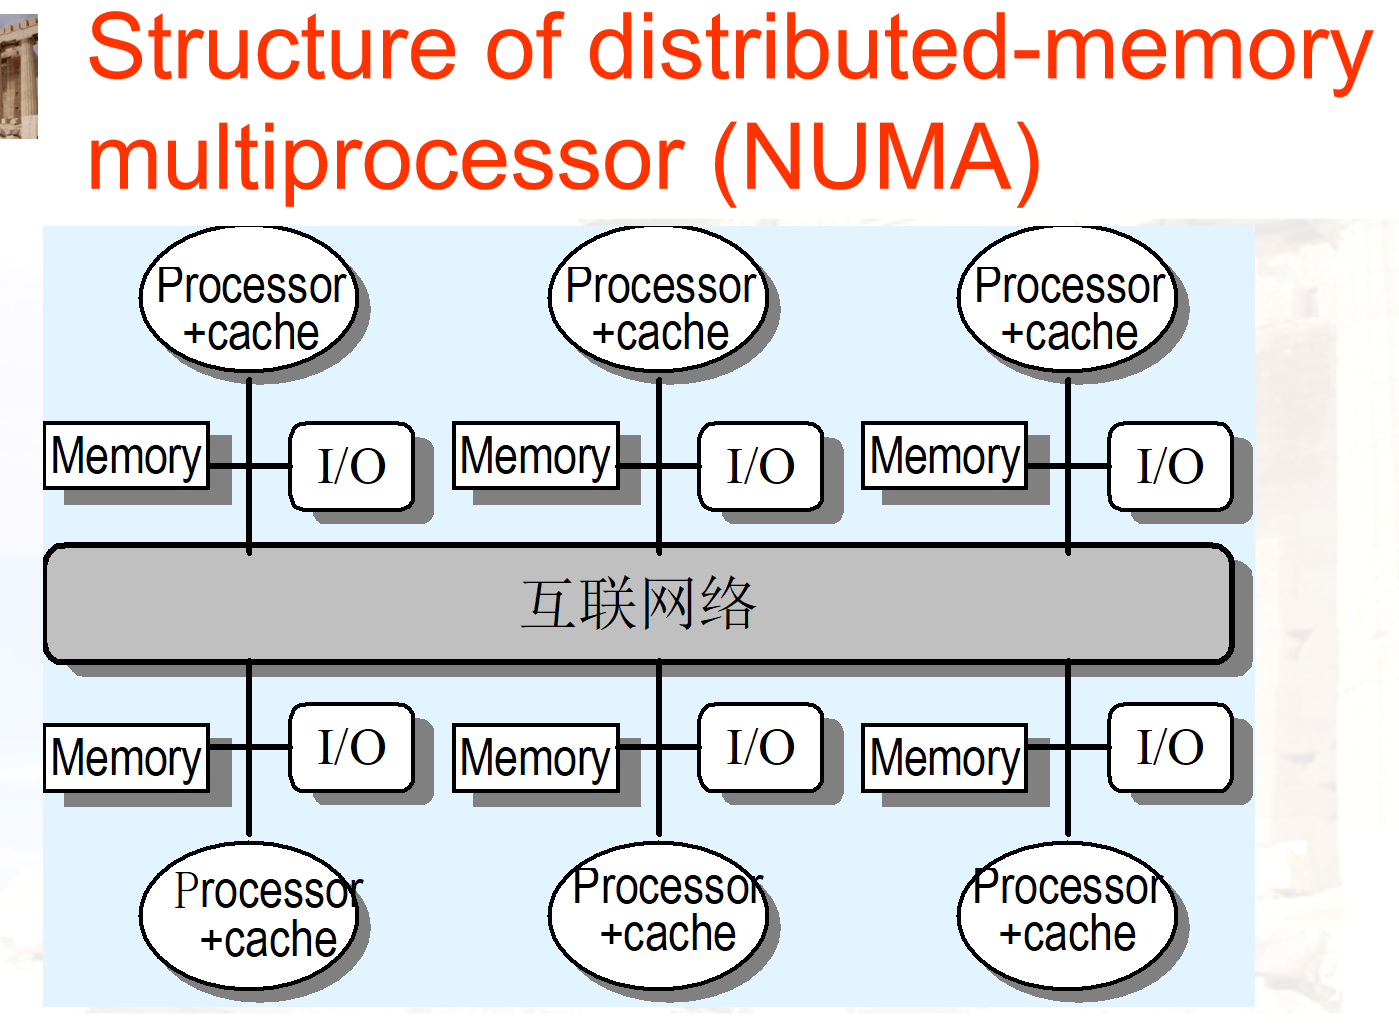 Structure of distributed-memory
multiprocessor (NUMA)
Processor
+cache
Processor
+cache
Processor
+cache
Memory
I/O
Memory
I/O
Memory
I/O
互联网络
Memory
I/O
Memory
I/O
Memory
I/O
Processor
+cache
Processor
+cache
Processor
+cache